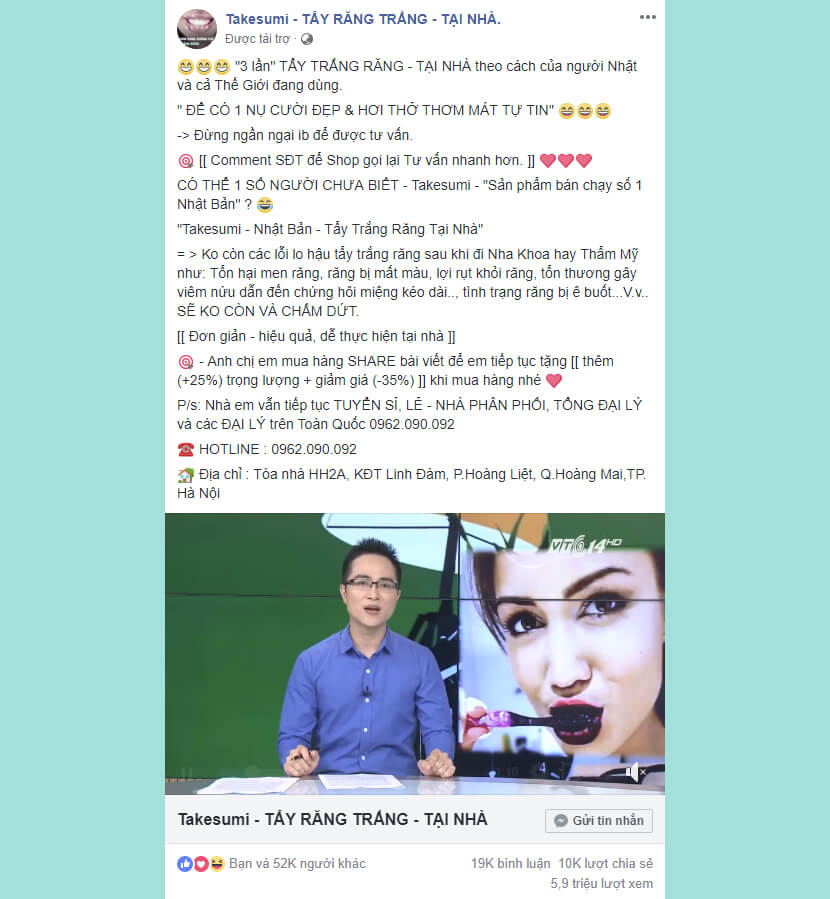 Takesumi - TẨY RĂNG TRẮNG - TẠI NHÀ.
Được tài trợ ·
😁😁😁 "3 lần" TẨY TRẮNG RĂNG - TẠI NHÀ theo cách của người Nhật
và cả Thế Giới đang dùng.
" ĐỂ CÓ 1 NỤ CƯỜI ĐẸP & HƠI THỞ THƠM MÁT TỰ TIN" 😄😄😄
-> Đừng ngần ngại ib để được tư vấn.
🎯 [[ Comment SĐT để Shop gọi lại Tư vấn nhanh hơn. ]] ❤❤❤
CÓ THỂ 1 SỐ NGƯỜI CHƯA BIẾT - Takesumi - "Sản phẩm bán chạy số 1
Nhật Bản" ? 😂
"Takesumi - Nhật Bản - Tẩy Trắng Răng Tại Nhà"
= > Ko còn các lỗi lo hậu tẩy trắng răng sau khi đi Nha Khoa hay Thẩm Mỹ
như: Tổn hại men răng, răng bị mất màu, lợi rụt khỏi răng, tổn thương gây
viêm nứu dẫn đến chứng hôi miệng kéo dài.., tình trạng răng bị ê buốt...V.v..
SẼ KO CÒN VÀ CHẤM DỨT.
[[ Đơn giản - hiệu quả, dễ thực hiện tại nhà ]]
🎯 - Anh chị em mua hàng SHARE bài viết để em tiếp tục tặng [[ thêm
(+25%) trọng lượng + giảm giá (-35%) ]] khi mua hàng nhé ❤
P/s: Nhà em vẫn tiếp tục TUYỂN SỈ, LẺ - NHÀ PHÂN PHỐI, TỔNG ĐẠI LÝ
và các ĐẠI LÝ trên Toàn Quốc 0962.090.092
☎ HOTLINE : 0962.090.092
🏡 Địa chỉ : Tòa nhà HH2A, KĐT Linh Đàm, P.Hoàng Liệt, Q.Hoàng Mai,TP.
Hà Nội
VTC14 HD
Takesumi - TẨY RĂNG TRẮNG - TẠI NHÀ
Gửi tin nhắn
Bạn và 52K người khác
19K bình luận 10K lượt chia sẻ
5,9 triệu lượt xem